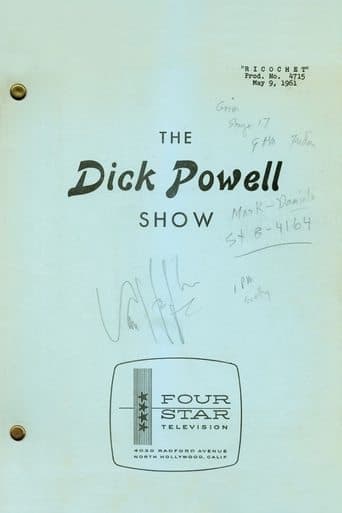 "RICOCHET"
Prod. No. 4715
May 9, 1961
Stage 17
THE
Dick Powell
SHOW
Mark - Daniels
St 8-4164
1 PM
FOUR
STAR
TELEVISION
4030 RADFORD AVENUE
NORTH HOLLYWOOD, CALIF